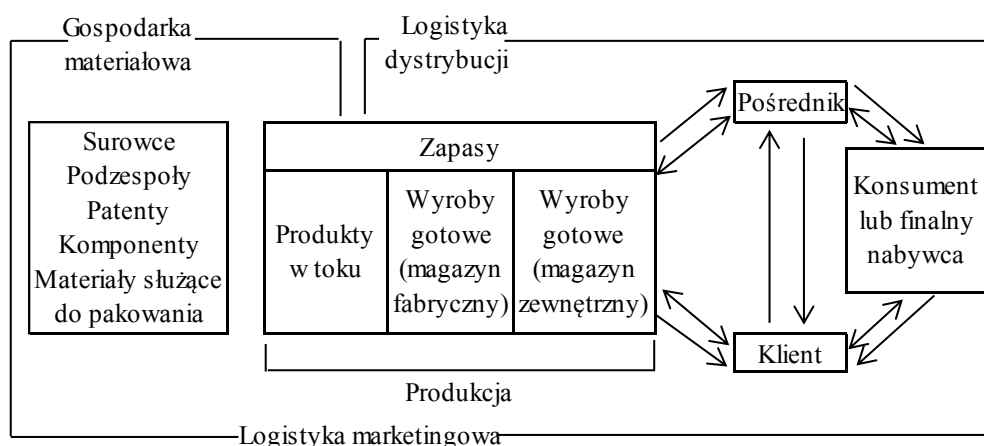 Gospodarka
materiałowa
Logistyka
dystrybucji
Surowce
Podzespoły
Patenty
Komponenty
Materiały służące
do pakowania
Zapasy
Produkty
w toku
Wyroby
gotowe
(magazyn
fabryczny)
Wyroby
gotowe
(magazyn
zewnętrzny)
Pośrednik
Konsument
lub finalny
nabywca
Klient
Produkcja
Logistyka marketingowa